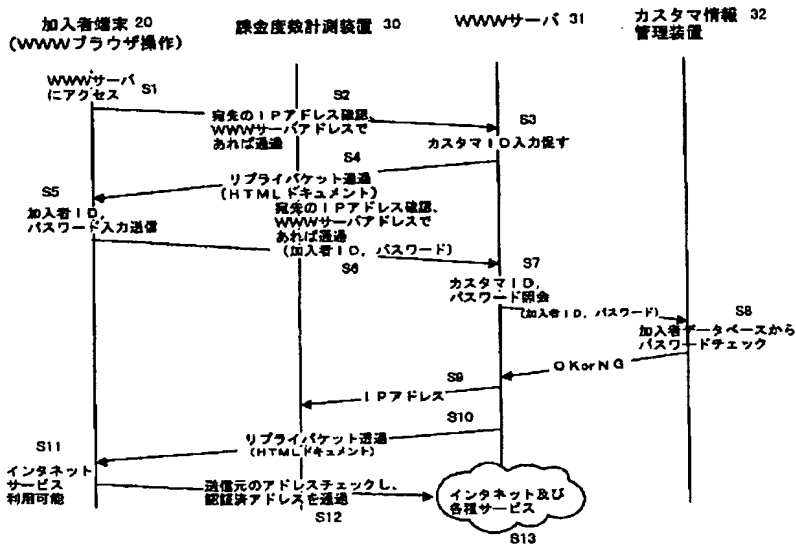 加入者端末 20
(WWWブラウザ操作)
課金度数計測装置 30
WWWサーバ 31
カスタマ情報 32
管理装置
WWWサーバ
にアクセス
S1
S2
宛先のIPアドレス確認、
WWWサーバアドレスで
あれば通過
S3
カスタマID入力促す
S4
リプライパケット透過
(HTMLドキュメント)
S5
加入者ID,
パスワード入力送信
宛先のIPアドレス確認、
WWWサーバアドレスで
あれば通過
(加入者ID, パスワード)
S6
S7
カスタマID,
パスワード照会
(加入者ID, パスワード)
S8
加入者データベースから
パスワードチェック
OKorNG
S9
IPアドレス
S10
リプライパケット透過
(HTMLドキュメント)
S11
インタネット
サービス
利用可能
送信元のアドレスチェックし、
認証済アドレスを通過
S12
インタネット及び
各種サービス
S13